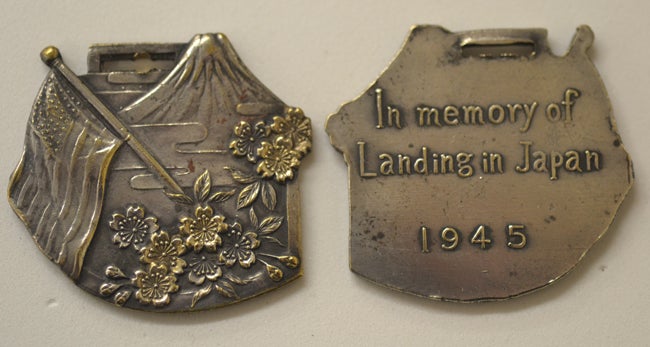 In memory of
Landing in Japan
1945